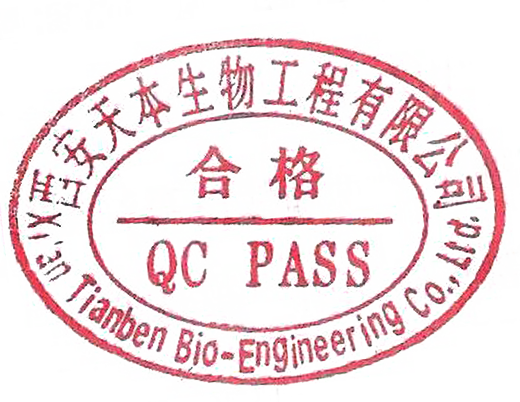 西安天本生物工程有限公司
合格
QC PASS
Xi'an Tianben Bio-Engineering Co.,Ltd.